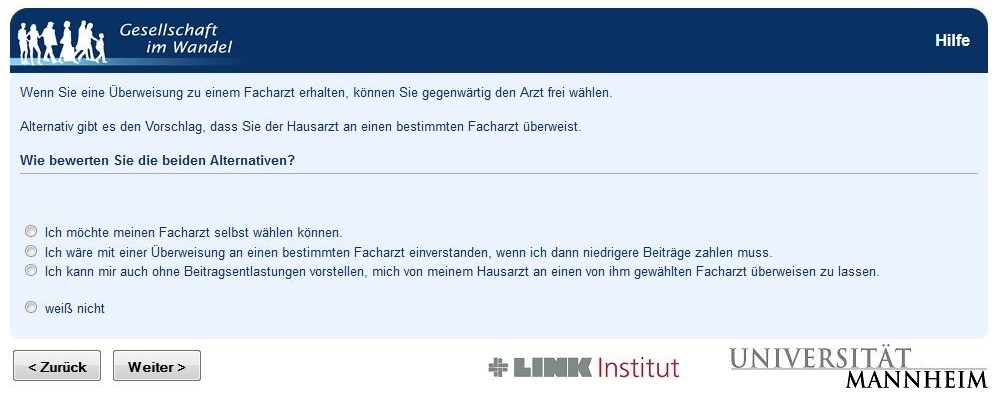 Gesellschaft
im Wandel
Hilfe
Wenn Sie eine Überweisung zu einem Facharzt erhalten, können Sie gegenwärtig den Arzt frei wählen.
Alternativ gibt es den Vorschlag, dass Sie der Hausarzt an einen bestimmten Facharzt überweist.
Wie bewerten Sie die beiden Alternativen?
Ich möchte meinen Facharzt selbst wählen können.
Ich wäre mit einer Überweisung an einen bestimmten Facharzt einverstanden, wenn ich dann niedrigere Beiträge zahlen muss.
Ich kann mir auch ohne Beitragsentlastungen vorstellen, mich von meinem Hausarzt an einen von ihm gewählten Facharzt überweisen zu lassen.
weiß nicht
< Zurück
Weiter >
LINK Institut
UNIVERSITÄT
MANNHEIM